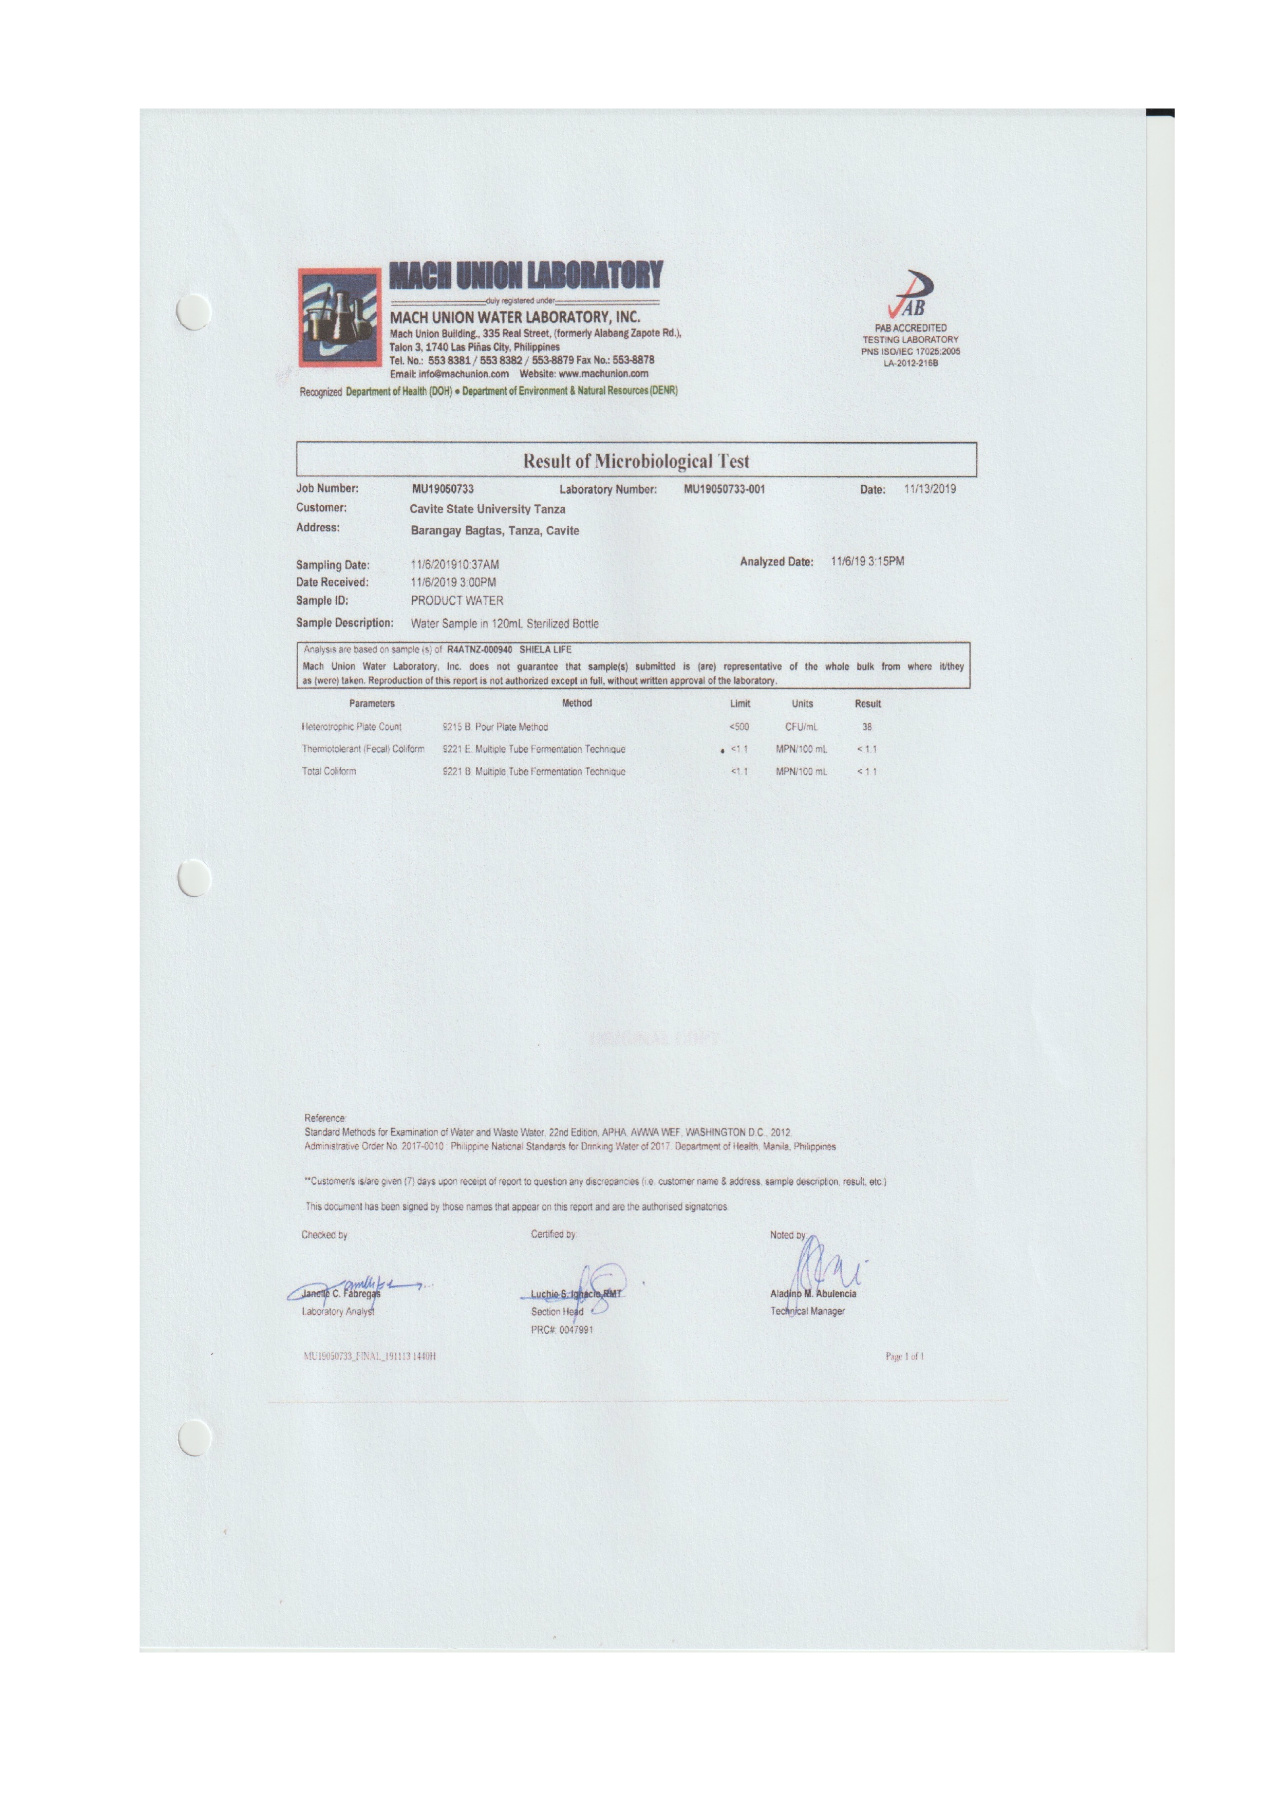 MACH UNION LABORATORY
duly registered under
MACH UNION WATER LABORATORY, INC.
Mach Union Building., 335 Real Street, (formerly Alabang Zapote Rd.),
Talon 3, 1740 Las Piñas City, Philippines
Tel. No.: 553 8381 / 553 8382 / 553-8879 Fax No.: 553-8878
Email: info@machunion.com Website: www.machunion.com
Recognized Department of Health (DOH) ● Department of Environment & Natural Resources (DENR)
AB
PAB ACCREDITED
TESTING LABORATORY
PNS ISO/IEC 17025:2005
LA-2012-216B
Result of Microbiological Test
Job Number: MU19050733 Laboratory Number: MU19050733-001 Date: 11/13/2019
Customer: Cavite State University Tanza
Address: Barangay Bagtas, Tanza, Cavite
Sampling Date: 11/6/201910:37AM Analyzed Date: 11/6/19 3:15PM
Date Received: 11/6/2019 3:00PM
Sample ID: PRODUCT WATER
Sample Description: Water Sample in 120mL Sterilized Bottle
Analysis are based on sample (s) of R4ATNZ-000940 SHIELA LIFE
Mach Union Water Laboratory, Inc. does not guarantee that sample(s) submitted is (are) representative of the whole bulk from where it/they
as (were) taken. Reproduction of this report is not authorized except in full, without written approval of the laboratory.
Parameters Method Limit Units Result
Heterotrophic Plate Count 9215 B. Pour Plate Method <500 CFU/mL 38
Thermotolerant (Fecal) Coliform 9221 E. Multiple Tube Fermentation Technique <1.1 MPN/100 mL < 1.1
Total Coliform 9221 B. Multiple Tube Fermentation Technique <1.1 MPN/100 mL < 1.1
Reference:
Standard Methods for Examination of Water and Waste Water, 22nd Edition, APHA, AWWA WEF, WASHINGTON D.C., 2012.
Administrative Order No. 2017-0010 : Philippine National Standards for Drinking Water of 2017. Department of Health, Manila, Philippines
**Customer/s is/are given (7) days upon receipt of report to question any discrepancies (i.e. customer name & address, sample description, result, etc.)
This document has been signed by those names that appear on this report and are the authorised signatories.
Checked by Certified by: Noted by
Janelle C. Fabregas Luchie S. Ignacio,RMT Aladino M. Abulencia
Laboratory Analyst Section Head Technical Manager
PRC#: 0047991
MU19050733_FINAL_191113 1440H Page 1 of 1